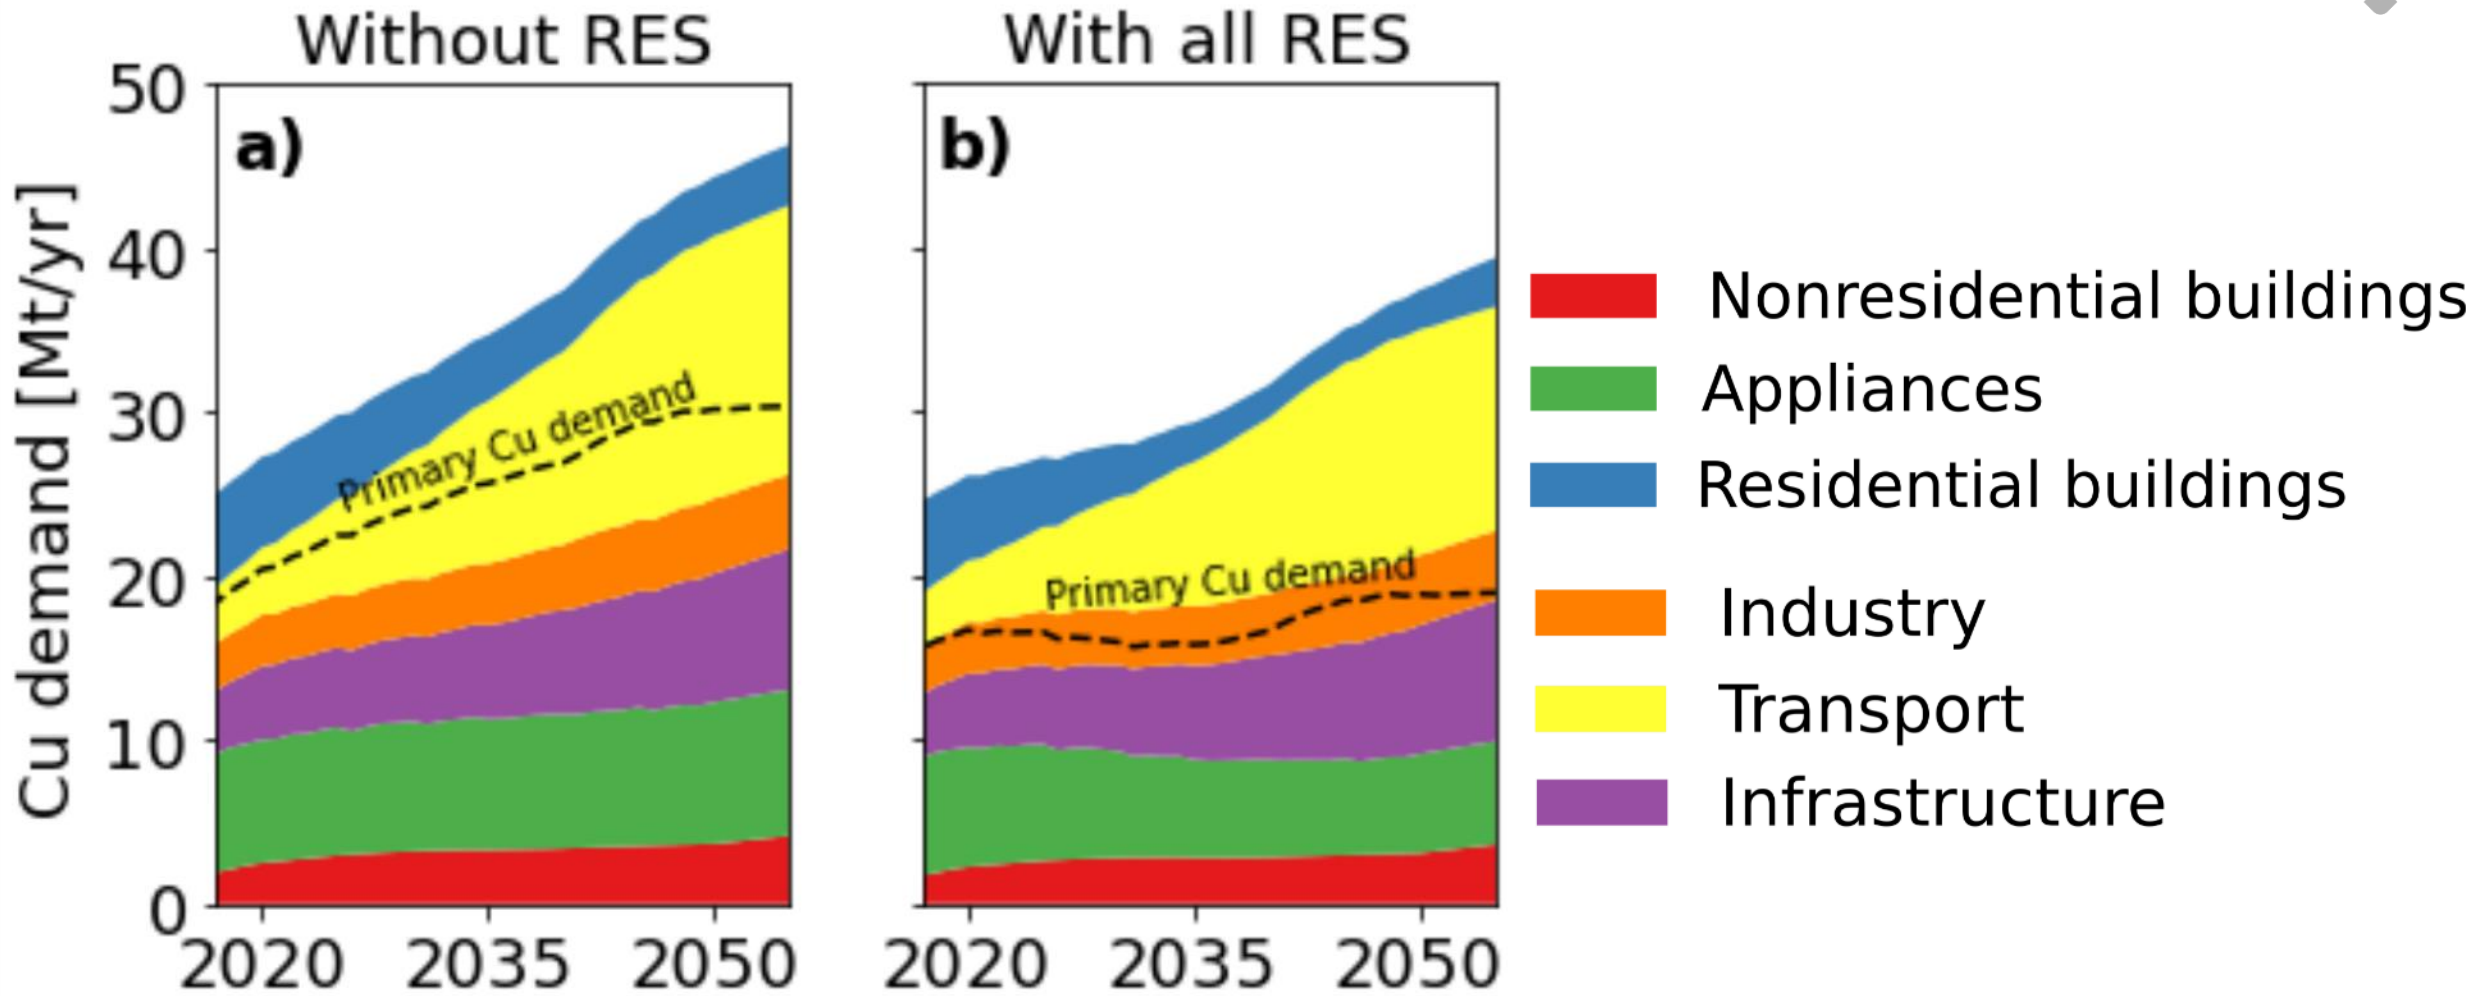 Without RES
With all RES
Cu demand [Mt/yr]
50
40
30
20
10
0
a)
Primary Cu demand
2020 2035 2050
b)
Primary Cu demand
2020 2035 2050
Nonresidential buildings
Appliances
Residential buildings
Industry
Transport
Infrastructure